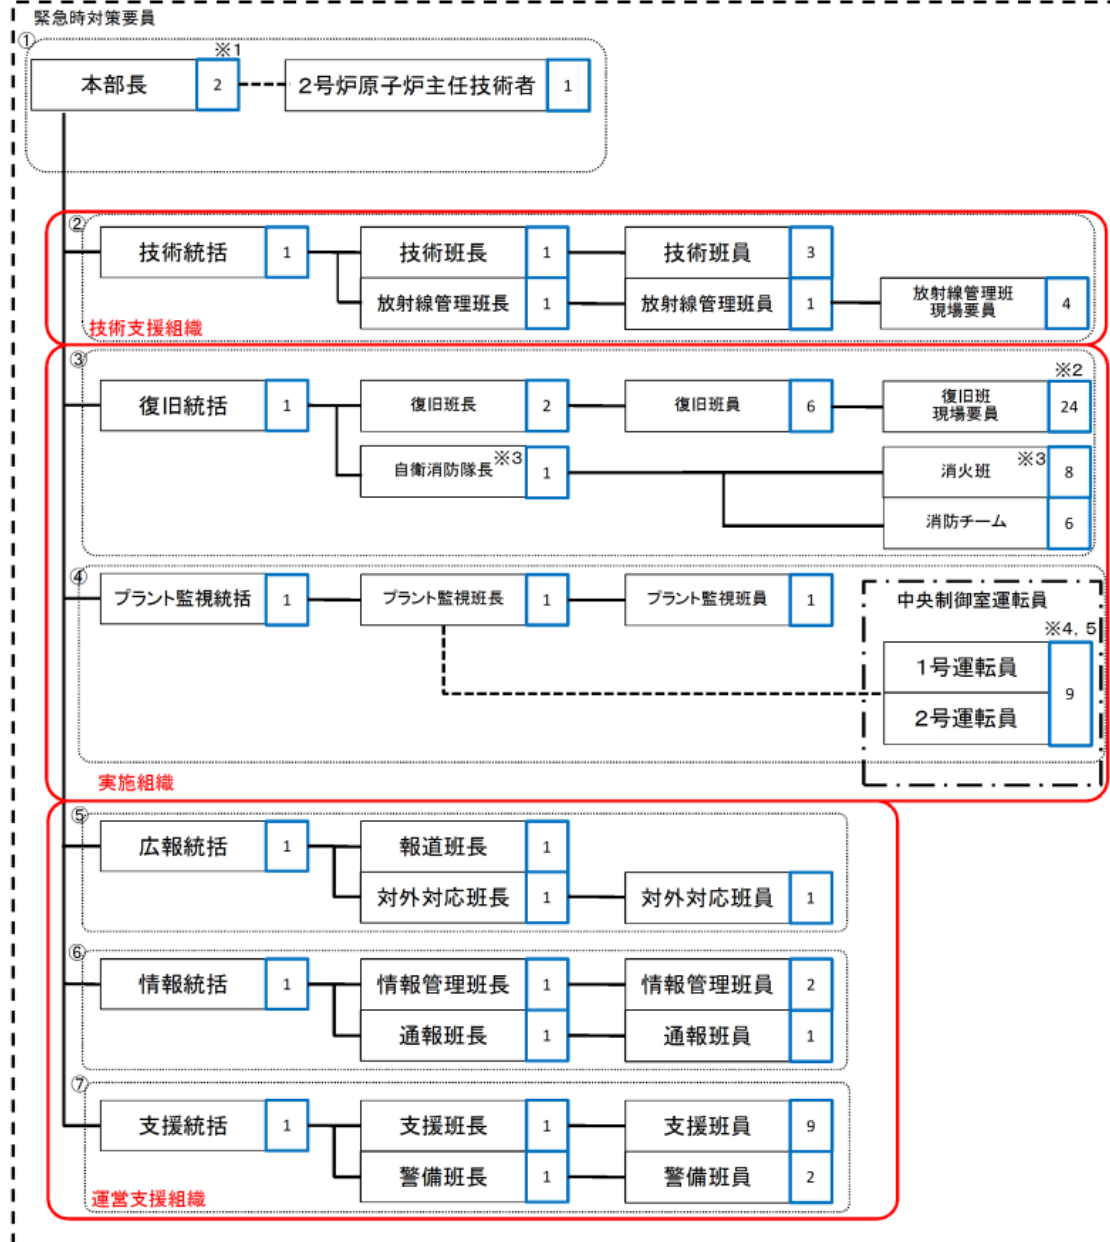 緊急時対策要員
①
※1
本部長 2
2号炉原子炉主任技術者 1
②
技術統括 1
技術班長 1
技術班員 3
放射線管理班長 1
放射線管理班員 1
放射線管理班
現場要員 4
技術支援組織
③
※2
復旧統括 1
復旧班長 2
復旧班員 6
復旧班
現場要員 24
自衛消防隊長 ※3 1
消火班 ※3 8
消防チーム 6
④
プラント監視統括 1
プラント監視班長 1
プラント監視班員 1
中央制御室運転員
※4, 5
1号運転員
9
2号運転員
実施組織
⑤
広報統括 1
報道班長 1
対外対応班長 1
対外対応班員 1
⑥
情報統括 1
情報管理班長 1
情報管理班員 2
通報班長 1
通報班員 1
⑦
支援統括 1
支援班長 1
支援班員 9
警備班長 1
警備班員 2
運営支援組織